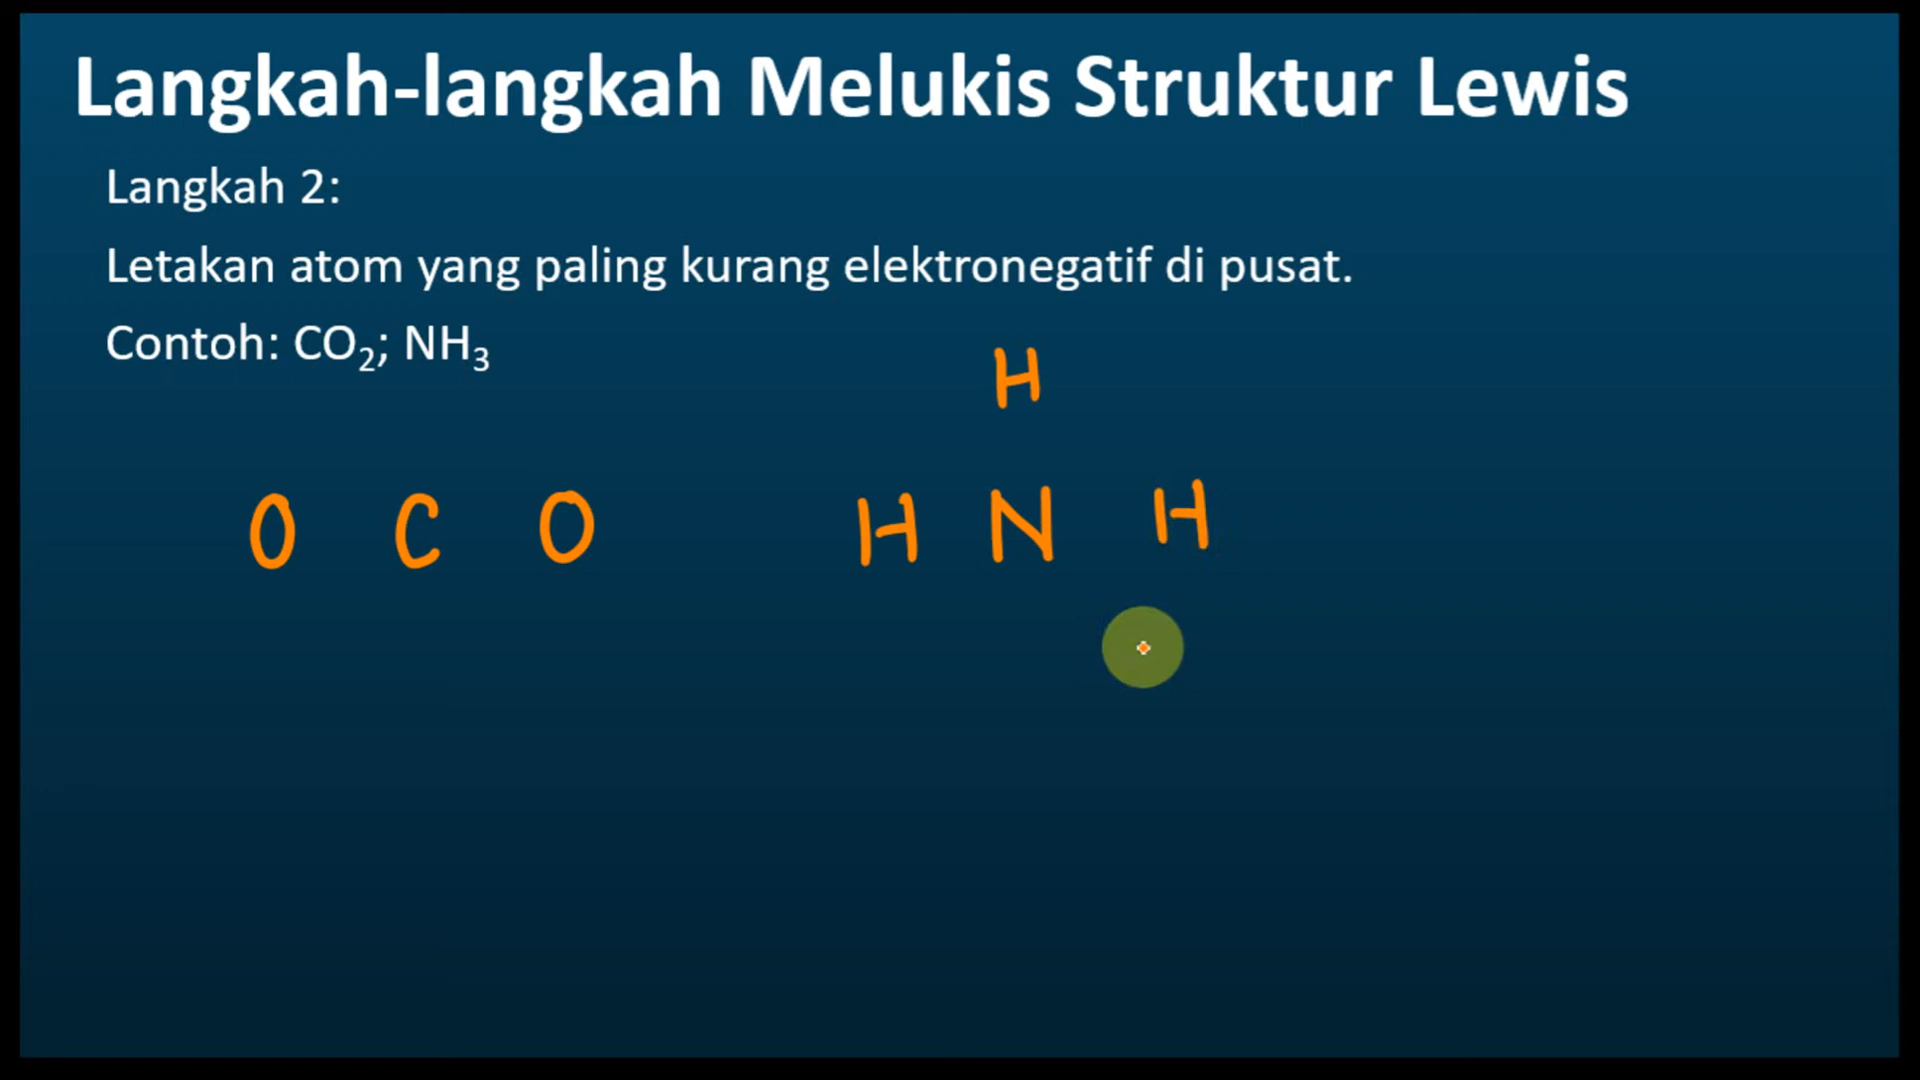 Langkah-langkah Melukis Struktur Lewis
Langkah 2:
Letakan atom yang paling kurang elektronegatif di pusat.
Contoh: CO₂; NH₃
H
O C O H N H